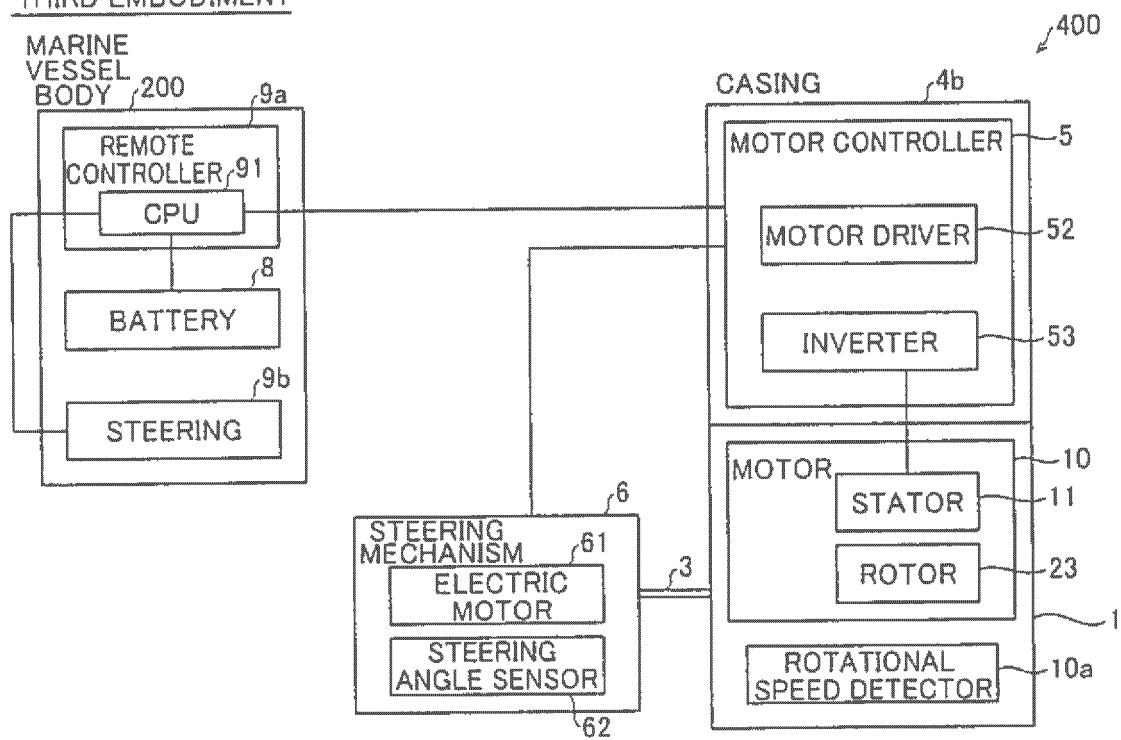 THIRD EMBODIMENT
400
MARINE
VESSEL
BODY
200
9a
REMOTE
CONTROLLER
91
CPU
8
BATTERY
9b
STEERING
CASING
4b
MOTOR CONTROLLER
5
MOTOR DRIVER
52
INVERTER
53
MOTOR
10
STATOR
11
ROTOR
23
1
ROTATIONAL
SPEED DETECTOR
10a
6
STEERING
MECHANISM
61
ELECTRIC
MOTOR
STEERING
ANGLE SENSOR
62
3